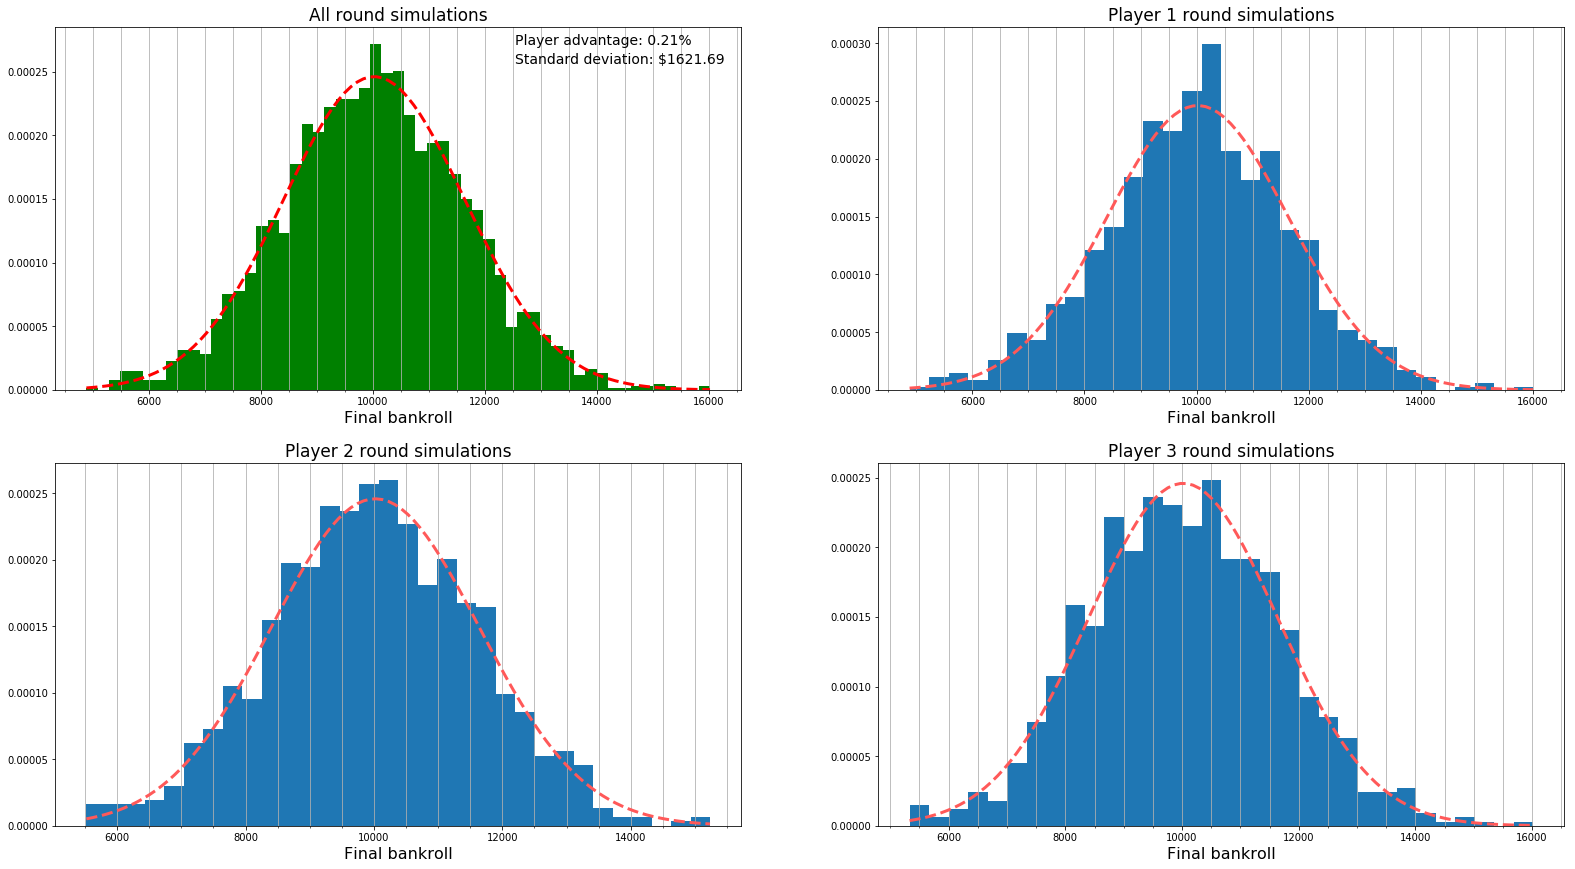 All round simulations
Player advantage: 0.21%
Standard deviation: $1621.69
0.00025
0.00020
0.00015
0.00010
0.00005
0.00000
6000 8000 10000 12000 14000 16000
Final bankroll
Player 1 round simulations
0.00030
0.00025
0.00020
0.00015
0.00010
0.00005
0.00000
6000 8000 10000 12000 14000 16000
Final bankroll
Player 2 round simulations
0.00025
0.00020
0.00015
0.00010
0.00005
0.00000
6000 8000 10000 12000 14000
Final bankroll
Player 3 round simulations
0.00025
0.00020
0.00015
0.00010
0.00005
0.00000
6000 8000 10000 12000 14000 16000
Final bankroll